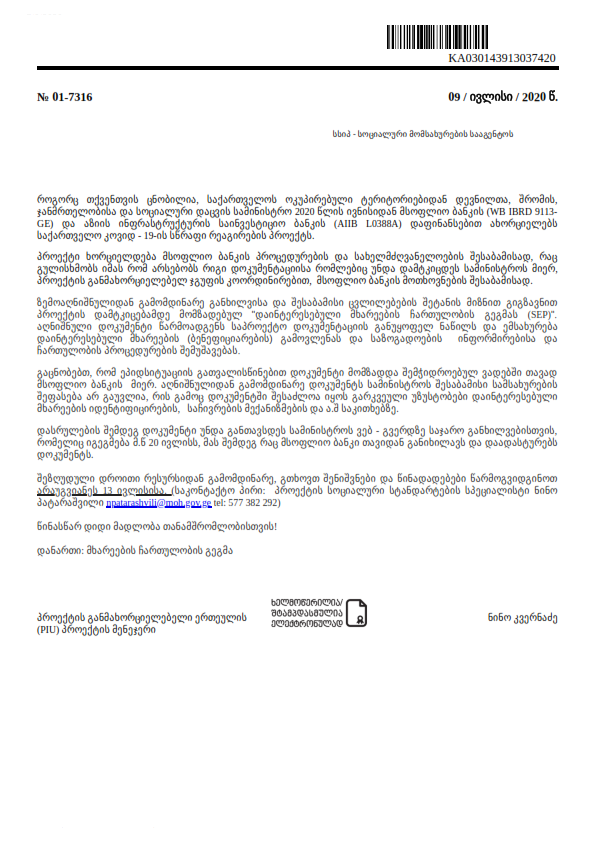 KA030143913037420
№ 01-7316
09 / ივლისი / 2020 წ.
სსიპ - სოციალური მომსახურების სააგენტოს
როგორც თქვენთვის ცნობილია, საქართველოს ოკუპირებული ტერიტორიებიდან დევნილთა, შრომის,
ჯანმრთელობისა და სოციალური დაცვის სამინისტრო 2020 წლის ივნისიდან მსოფლიო ბანკის (WB IBRD 9113-
GE) და აზიის ინფრასტრუქტურის საინვესტიციო ბანკის (AIIB L0388A) დაფინანსებით ახორციელებს
საქართველო კოვიდ - 19-ის სწრაფი რეაგირების პროექტს.
პროექტი ხორციელდება მსოფლიო ბანკის პროცედურების და სახელმძღვანელოების შესაბამისად, რაც
გულისხმობს იმას რომ არსებობს რიგი დოკუმენტაციისა რომლებიც უნდა დამტკიცდეს სამინისტროს მიერ,
პროექტის განმახორციელებელ ჯგუფის კოორდინირებით, მსოფლიო ბანკის მოთხოვნების შესაბამისად.
ზემოაღნიშნულიდან გამომდინარე განხილვისა და შესაბამისი ცვლილებების შეტანის მიზნით გიგზავნით
პროექტის დამტკიცებამდე მომზადებულ "დაინტერესებული მხარეების ჩართულობის გეგმას (SEP)".
აღნიშნული დოკუმენტი წარმოადგენს საპროექტო დოკუმენტაციის განუყოფელ ნაწილს და ემსახურება
დაინტერესებული მხარეების (ბენეფიციარების) გამოვლენას და საზოგადოების ინფორმირებისა და
ჩართულობის პროცედურების შემუშავებას.
გაცნობებთ, რომ ეპიდსიტუაციის გათვალისწინებით დოკუმენტი მომზადდა შემჭიდროებულ ვადებში თავად
მსოფლიო ბანკის მიერ. აღნიშნულიდან გამომდინარე დოკუმენტს სამინისტროს შესაბამისი სამსახურების
შეფასება არ გაუვლია, რის გამოც დოკუმენტში შესაძლოა იყოს გარკვეული უზუსტობები დაინტერესებული
მხარეების იდენტიფიცირების, საჩივრების მექანიზმების და ა.შ საკითხებზე.
დასრულების შემდეგ დოკუმენტი უნდა განთავსდეს სამინისტროს ვებ - გვერდზე საჯარო განხილვებისთვის,
რომელიც იგეგმება მ.წ 20 ივლისს, მას შემდეგ რაც მსოფლიო ბანკი თავიდან განიხილავს და დაადასტურებს
დოკუმენტს.
შეზღუდული დროითი რესურსიდან გამომდინარე, გთხოვთ შენიშვნები და წინადადებები წარმოგვიდგინოთ
არაუგვიანეს 13 ივლისისა. (საკონტაქტო პირი: პროექტის სოციალური სტანდარტების სპეციალისტი ნინო
პატარაშვილი npatarashvili@moh.gov.ge tel: 577 382 292)
წინასწარ დიდი მადლობა თანამშრომლობისთვის!
დანართი: მხარეების ჩართულობის გეგმა
ხელმოწერილია/
შტამპდასმულია
ელექტრონულად
პროექტის განმახორციელებელი ერთეულის
(PIU) პროექტის მენეჯერი
ნინო კვერნაძე